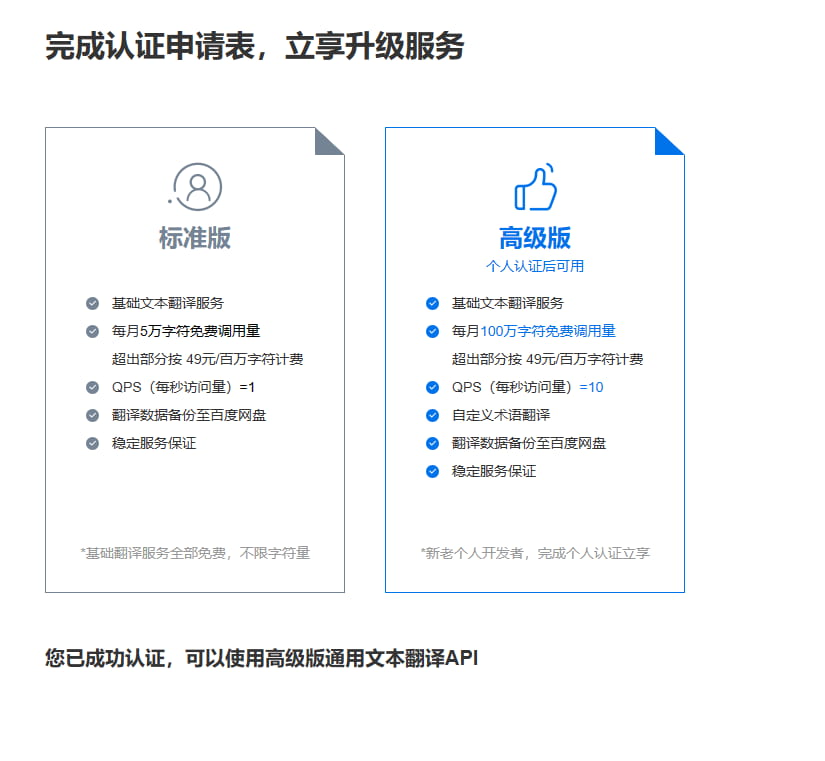 完成认证申请表，立享升级服务
标准版
基础文本翻译服务
每月5万字符免费调用量
超出部分按 49元/百万字符计费
QPS（每秒访问量）=1
翻译数据备份至百度网盘
稳定服务保证
*基础翻译服务全部免费，不限字符量
高级版
个人认证后可用
基础文本翻译服务
每月100万字符免费调用量
超出部分按 49元/百万字符计费
QPS（每秒访问量）=10
自定义术语翻译
翻译数据备份至百度网盘
稳定服务保证
*新老个人开发者，完成个人认证立享
您已成功认证，可以使用高级版通用文本翻译API